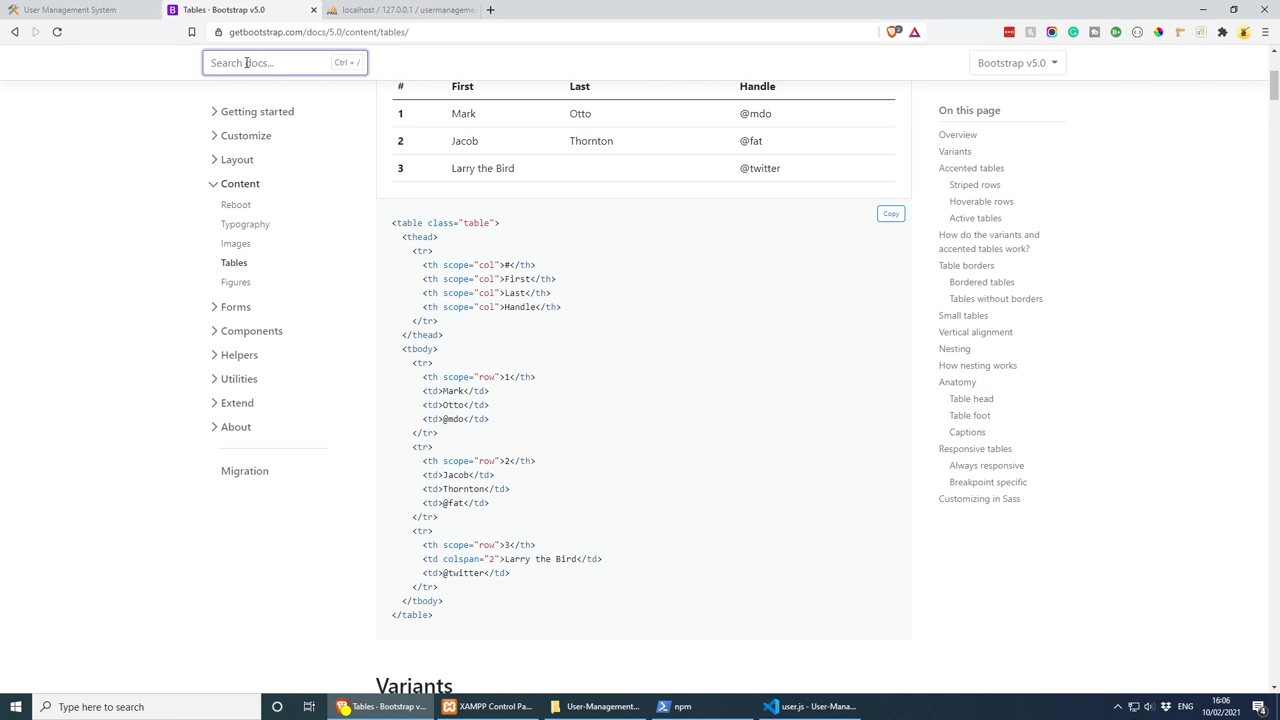 User Management System
Tables · Bootstrap v5.0
localhost / 127.0.0.1 / usermanageme
getbootstrap.com/docs/5.0/content/tables/
Search docs...
Ctrl + /
Bootstrap v5.0
Getting started
Customize
Layout
Content
Reboot
Typography
Images
Tables
Figures
Forms
Components
Helpers
Utilities
Extend
About
Migration
# First Last Handle
1 Mark Otto @mdo
2 Jacob Thornton @fat
3 Larry the Bird @twitter
Copy
<table class="table">
<thead>
<tr>
<th scope="col">#</th>
<th scope="col">First</th>
<th scope="col">Last</th>
<th scope="col">Handle</th>
</tr>
</thead>
<tbody>
<tr>
<th scope="row">1</th>
<td>Mark</td>
<td>Otto</td>
<td>@mdo</td>
</tr>
<tr>
<th scope="row">2</th>
<td>Jacob</td>
<td>Thornton</td>
<td>@fat</td>
</tr>
<tr>
<th scope="row">3</th>
<td colspan="2">Larry the Bird</td>
<td>@twitter</td>
</tr>
</tbody>
</table>
Variants
On this page
Overview
Variants
Accented tables
Striped rows
Hoverable rows
Active tables
How do the variants and
accented tables work?
Table borders
Bordered tables
Tables without borders
Small tables
Vertical alignment
Nesting
How nesting works
Anatomy
Table head
Table foot
Captions
Responsive tables
Always responsive
Breakpoint specific
Customizing in Sass
Type here to search
Tables · Bootstrap v...
XAMPP Control Pa...
User-Management...
npm
user.js - User-Mana...
ENG
16:06
10/02/2021